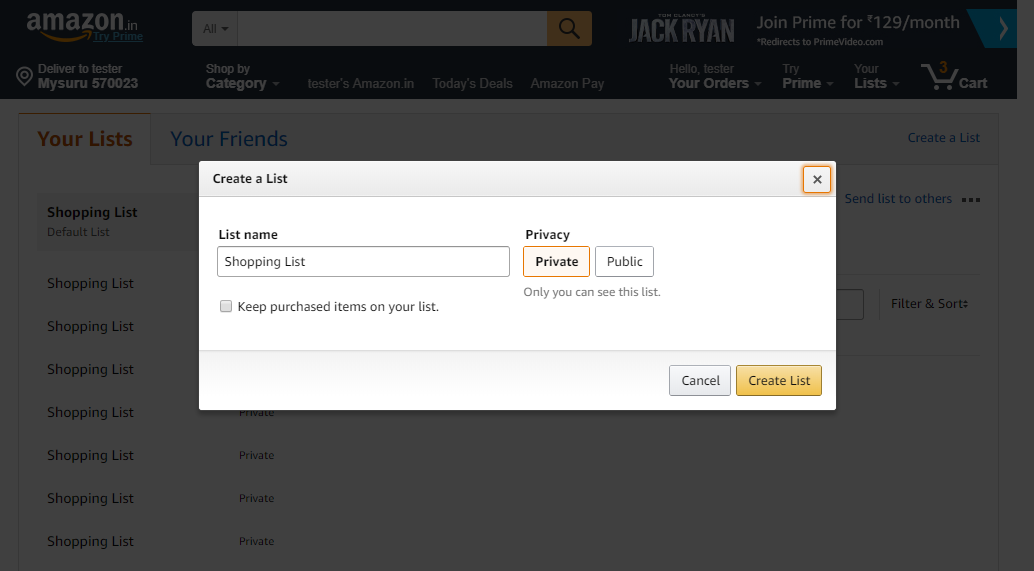 amazon.in
Try Prime
All
TOM CLANCY'S
JACK RYAN
Join Prime for ₹129/month
*Redirects to PrimeVideo.com
Deliver to tester
Mysuru 570023
Shop by
Category
tester's Amazon.in
Today's Deals
Amazon Pay
Hello, tester
Your Orders
Try
Prime
Your
Lists
3
Cart
Your Lists
Your Friends
Create a List
Shopping List
Default List
Send list to others
Create a List
List name
Shopping List
Keep purchased items on your list.
Privacy
Private
Public
Only you can see this list.
Cancel
Create List
Filter & Sort
Shopping List
Shopping List
Shopping List
Shopping List
Private
Shopping List
Private
Shopping List
Private
Shopping List
Private